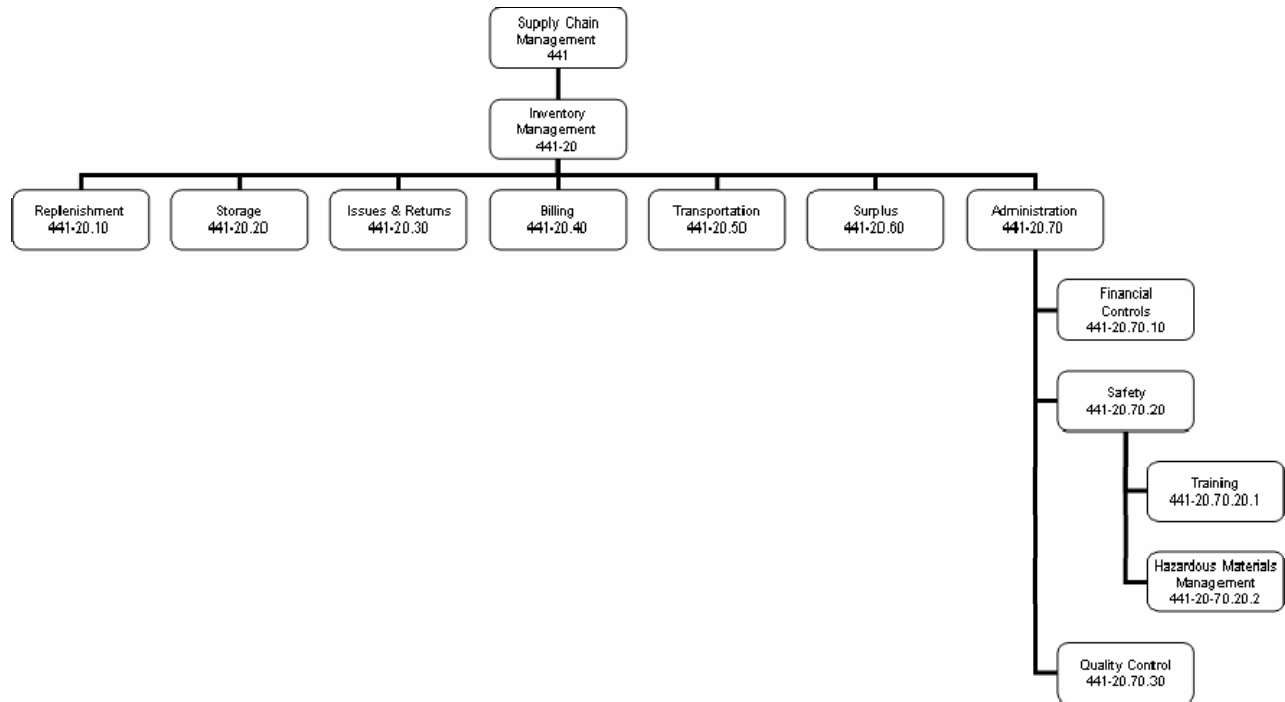 Supply Chain
Management
441
Inventory
Management
441-20
Replenishment
441-20.10
Storage
441-20.20
Issues & Returns
441-20.30
Billing
441-20.40
Transportation
441-20.50
Surplus
441-20.60
Administration
441-20.70
Financial
Controls
441-20.70.10
Safety
441-20.70.20
Training
441-20.70.20.1
Hazardous Materials
Management
441-20-70.20.2
Quality Control
441-20.70.30